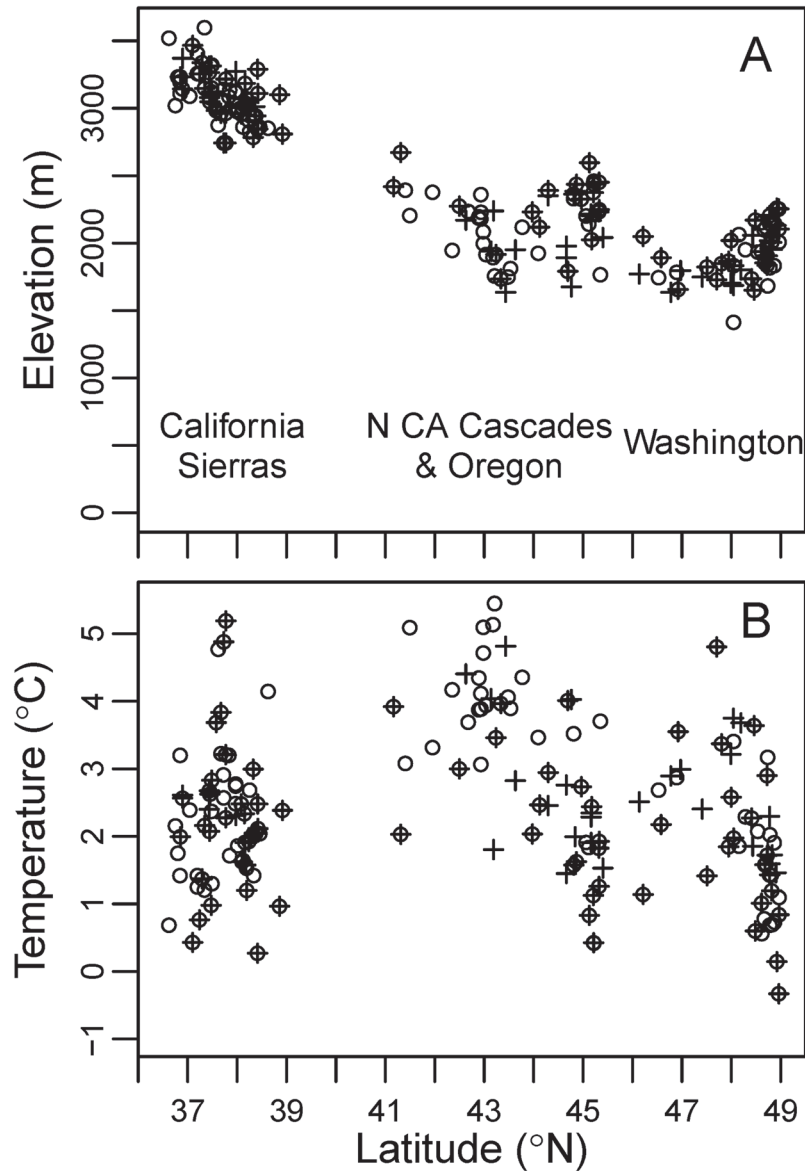 A
Elevation (m)
3000
2000
1000
0
California
Sierras
N CA Cascades
& Oregon
Washington
B
Temperature (°C)
5
4
3
2
1
0
−1
37 39 41 43 45 47 49
Latitude (°N)